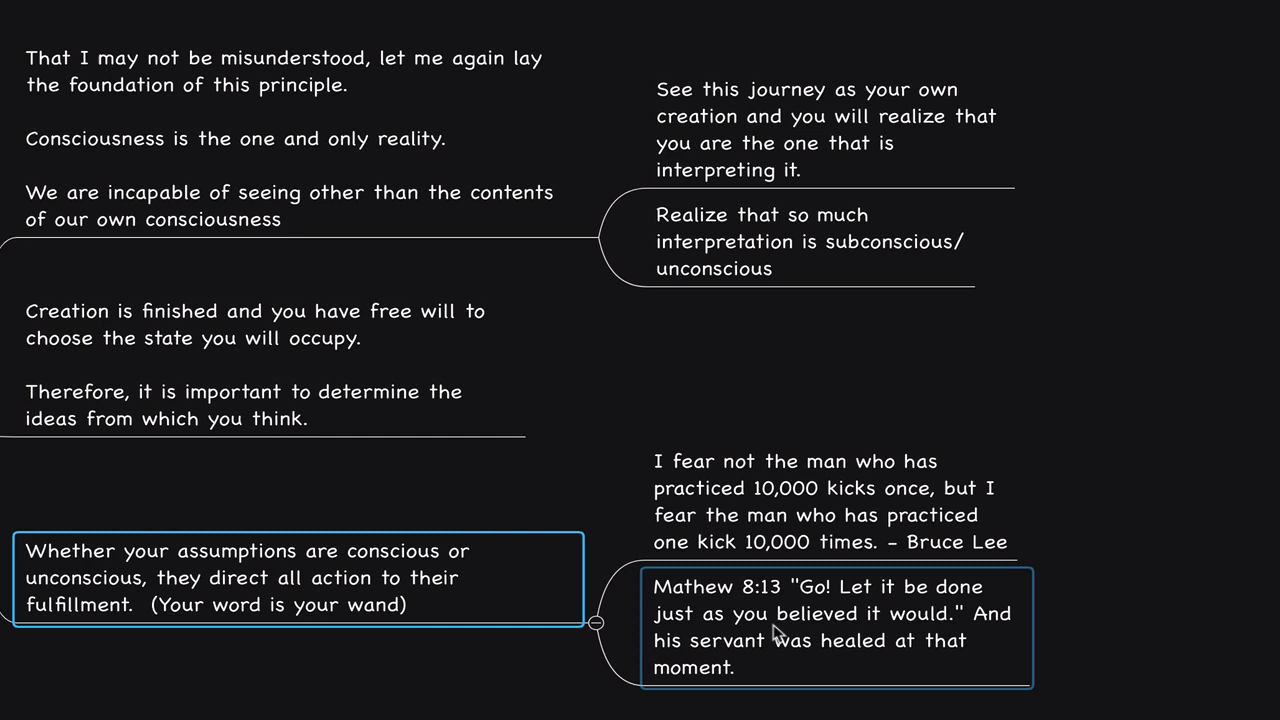 That I may not be misunderstood, let me again lay
the foundation of this principle.
Consciousness is the one and only reality.
We are incapable of seeing other than the contents
of our own consciousness
See this journey as your own
creation and you will realize that
you are the one that is
interpreting it.
Realize that so much
interpretation is subconscious/
unconscious
Creation is finished and you have free will to
choose the state you will occupy.
Therefore, it is important to determine the
ideas from which you think.
Whether your assumptions are conscious or
unconscious, they direct all action to their
fulfillment.  (Your word is your wand)
I fear not the man who has
practiced 10,000 kicks once, but I
fear the man who has practiced
one kick 10,000 times. - Bruce Lee
Mathew 8:13 "Go! Let it be done
just as you believed it would." And
his servant was healed at that
moment.